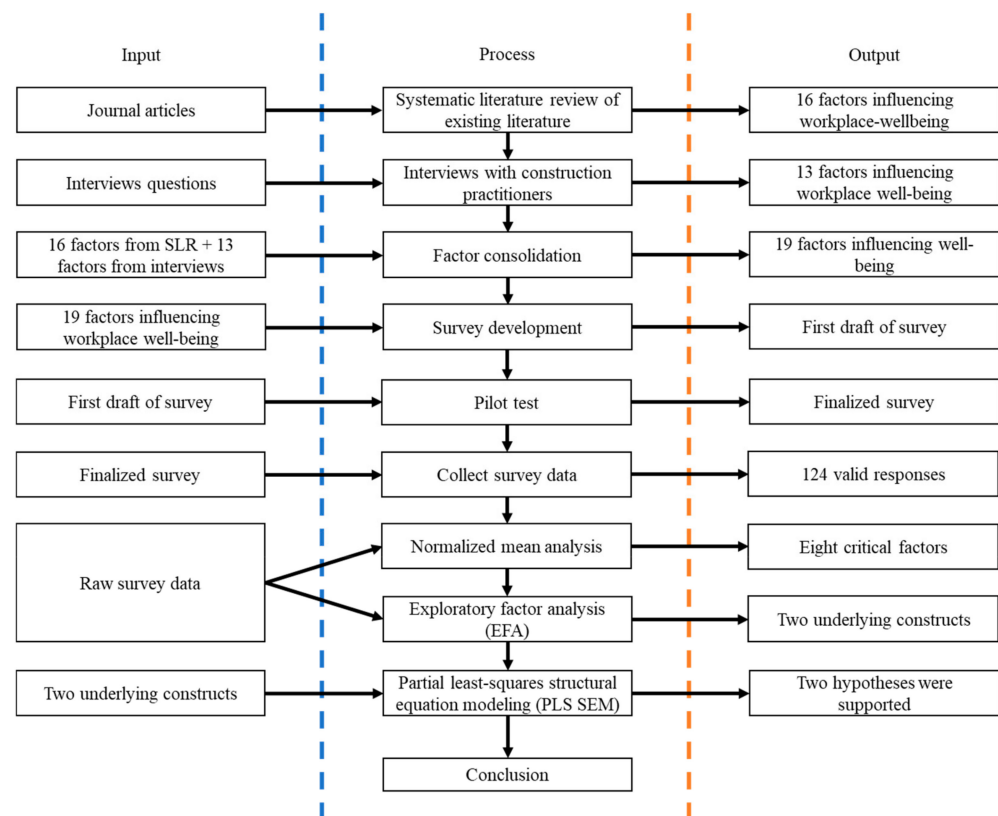 Input
Process
Output
Journal articles
Systematic literature review of
existing literature
16 factors influencing
workplace-wellbeing
Interviews questions
Interviews with construction
practitioners
13 factors influencing
workplace well-being
16 factors from SLR + 13
factors from interviews
Factor consolidation
19 factors influencing well-
being
19 factors influencing
workplace well-being
Survey development
First draft of survey
First draft of survey
Pilot test
Finalized survey
Finalized survey
Collect survey data
124 valid responses
Raw survey data
Normalized mean analysis
Eight critical factors
Exploratory factor analysis
(EFA)
Two underlying constructs
Two underlying constructs
Partial least-squares structural
equation modeling (PLS SEM)
Two hypotheses were
supported
Conclusion